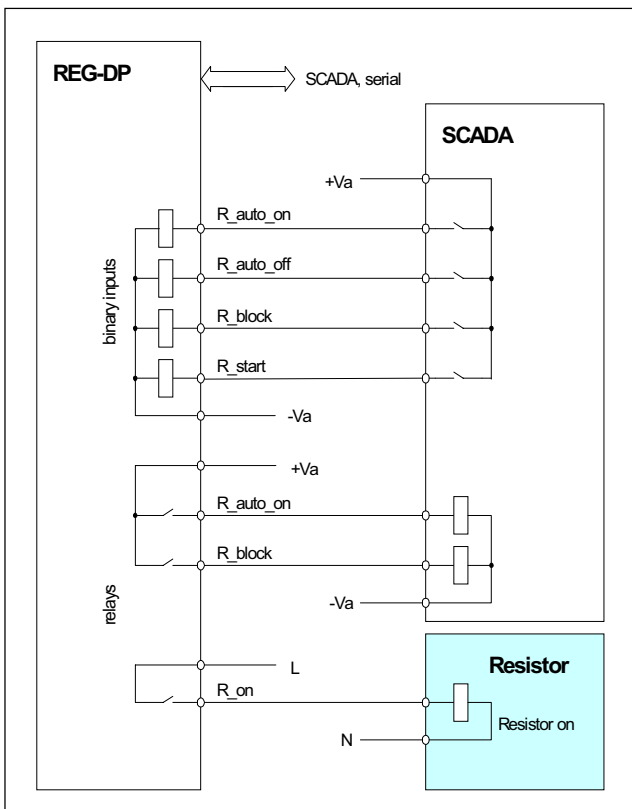 REG-DP
SCADA, serial
SCADA
+Va
R_auto_on
R_auto_off
R_block
R_start
binary inputs
-Va
+Va
R_auto_on
R_block
-Va
relays
L
R_on
Resistor
Resistor on
N